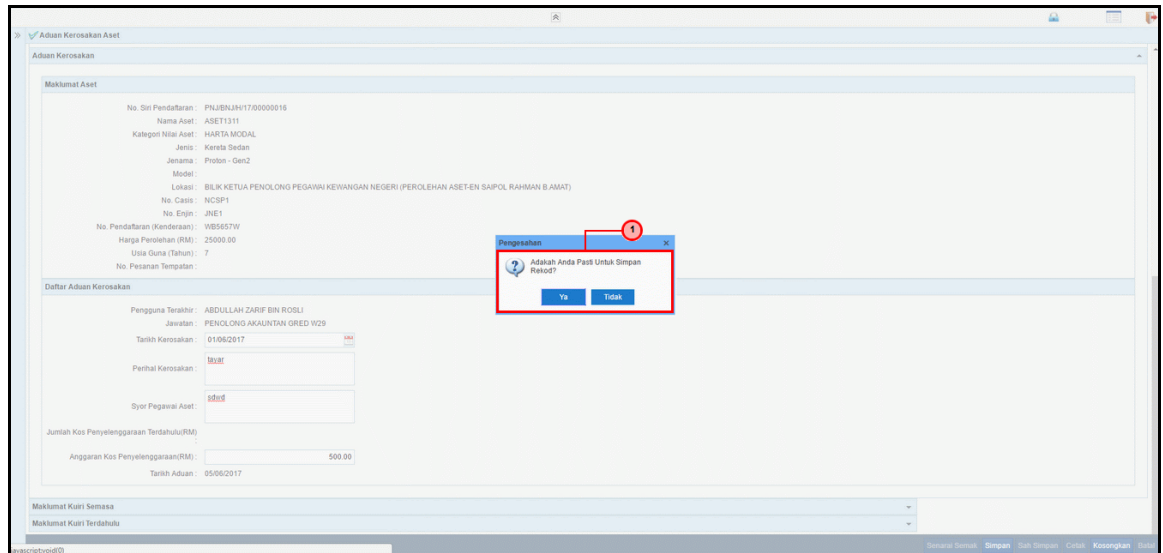 Aduan Kerosakan Aset
Aduan Kerosakan
Maklumat Aset
No. Siri Pendaftaran : PNJ/BNJ/H/17/00000016
Nama Aset : ASET1311
Kategori Nilai Aset : HARTA MODAL
Jenis : Kereta Sedan
Jenama : Proton - Gen2
Model :
Lokasi : BILIK KETUA PENOLONG PEGAWAI KEWANGAN NEGERI (PEROLEHAN ASET-EN SAIPOL RAHMAN B.AMAT)
No. Casis : NCSP1
No. Enjin : JNE1
No. Pendaftaran (Kenderaan) : WB5657W
Harga Perolehan (RM) : 25000.00
Usia Guna (Tahun) : 7
No. Pesanan Tempatan :
1
Pengesahan x
Adakah Anda Pasti Untuk Simpan
Rekod?
Ya Tidak
Daftar Aduan Kerosakan
Pengguna Terakhir : ABDULLAH ZARIF BIN ROSLI
Jawatan : PENOLONG AKAUNTAN GRED W29
Tarikh Kerosakan : 01/06/2017
Perihal Kerosakan : tayar
Syor Pegawai Aset : sdwd
Jumlah Kos Penyelenggaraan Terdahulu(RM)
:
Anggaran Kos Penyelenggaraan(RM) : 500.00
Tarikh Aduan : 05/06/2017
Maklumat Kuiri Semasa
Maklumat Kuiri Terdahulu
avascript:void(0)
Senarai Semak Simpan Sah Simpan Cetak Kosongkan Batal